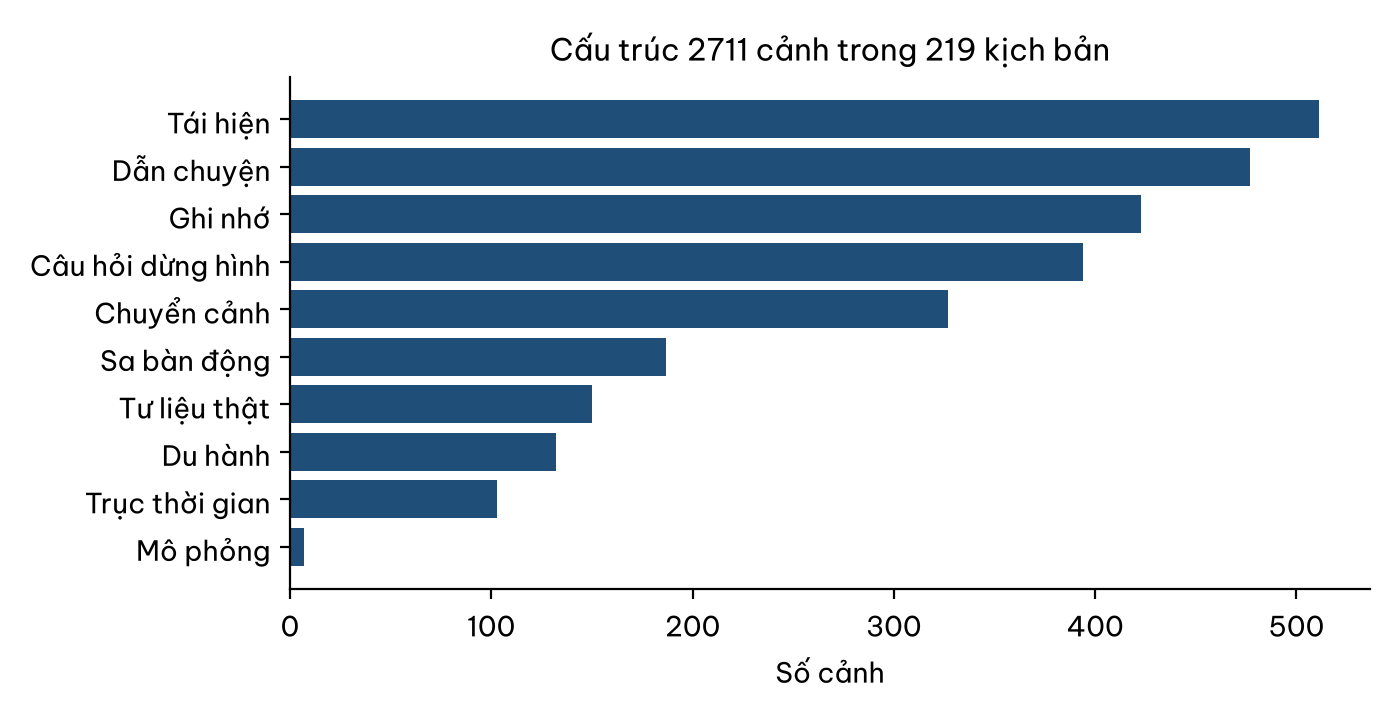 Cấu trúc 2711 cảnh trong 219 kịch bản
Tái hiện
Dẫn chuyện
Ghi nhớ
Câu hỏi dừng hình
Chuyển cảnh
Sa bàn động
Tư liệu thật
Du hành
Trục thời gian
Mô phỏng
0 100 200 300 400 500
Số cảnh